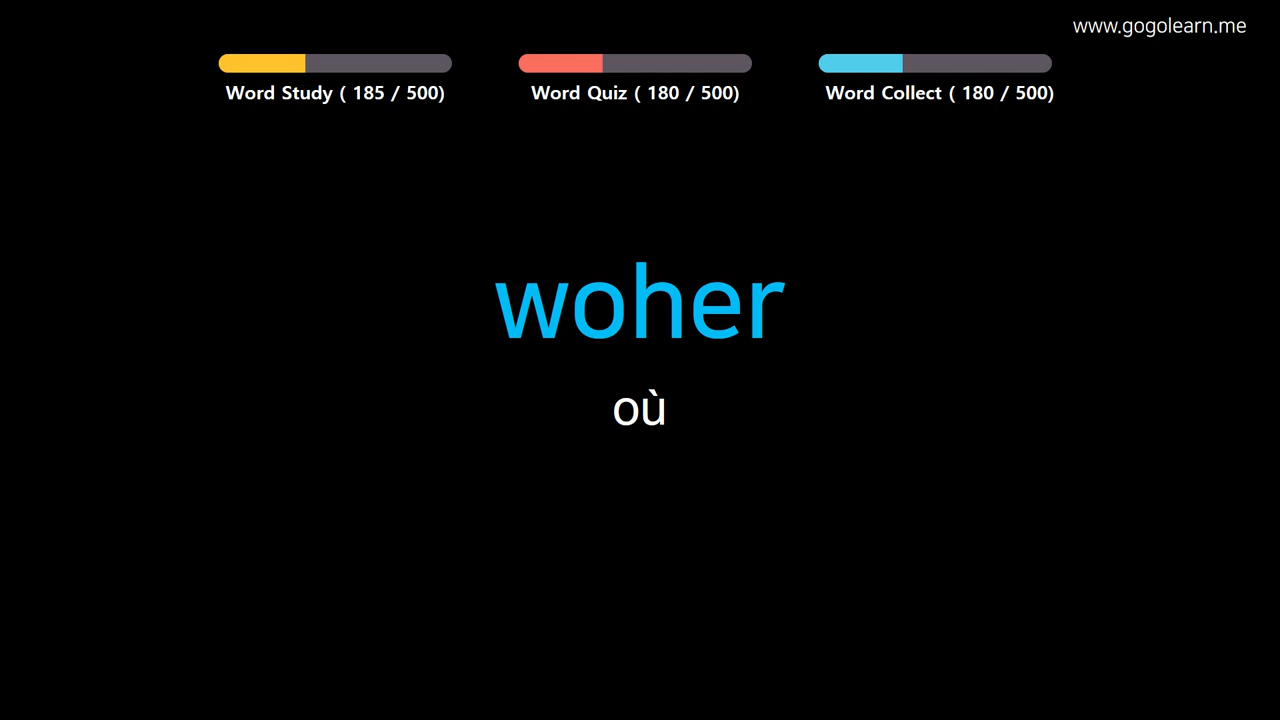 www.gogolearn.me
Word Study ( 185 / 500)
Word Quiz ( 180 / 500)
Word Collect ( 180 / 500)
woher
où